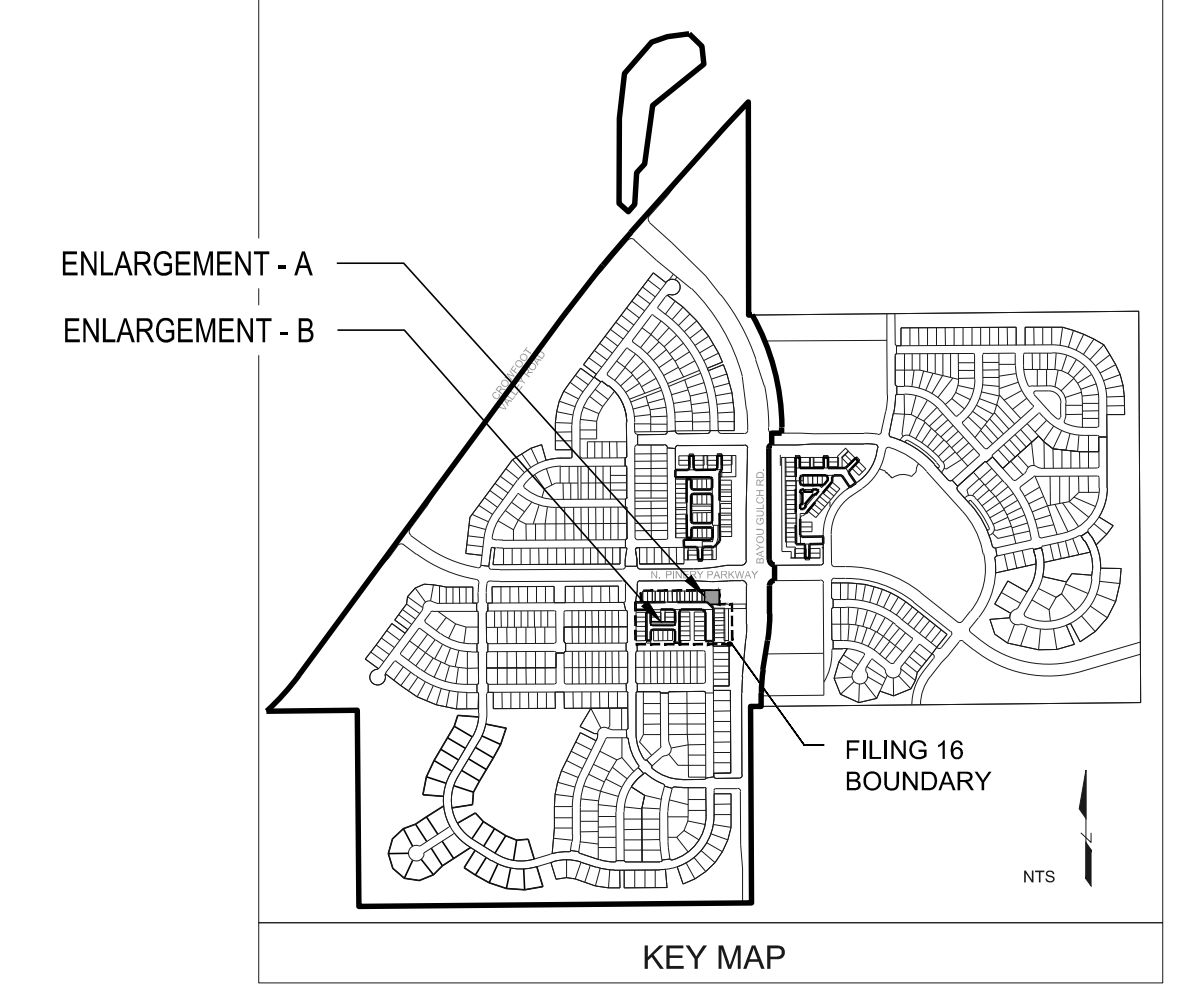 ENLARGEMENT - A
ENLARGEMENT - B
CROWFOOT
VALLEY ROAD
BAYOU GULCH RD.
N. PINERY PARKWAY
FILING 16
BOUNDARY
NTS
KEY MAP